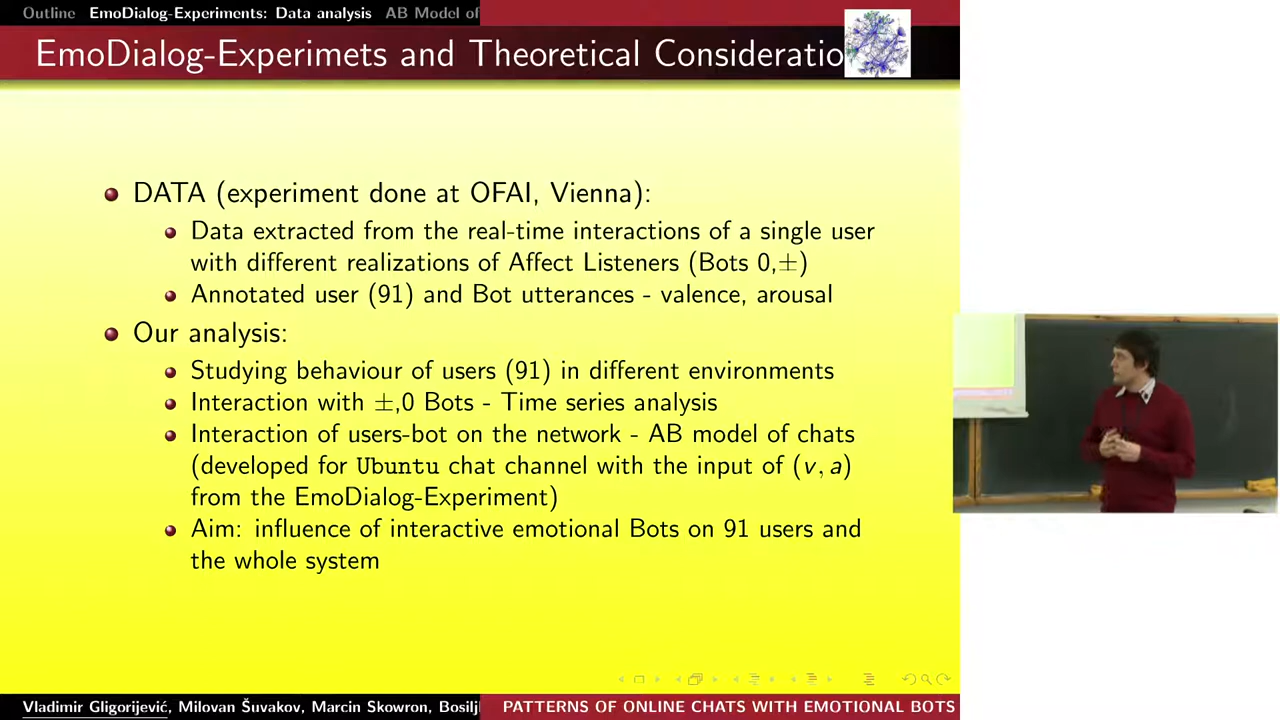 Outline EmoDialog-Experiments: Data analysis AB Model of
EmoDialog-Experimets and Theoretical Consideratio
DATA (experiment done at OFAI, Vienna):
Data extracted from the real-time interactions of a single user
with different realizations of Affect Listeners (Bots 0,±)
Annotated user (91) and Bot utterances - valence, arousal
Our analysis:
Studying behaviour of users (91) in different environments
Interaction with ±,0 Bots - Time series analysis
Interaction of users-bot on the network - AB model of chats
(developed for Ubuntu chat channel with the input of (v, a)
from the EmoDialog-Experiment)
Aim: influence of interactive emotional Bots on 91 users and
the whole system
Vladimir Gligorijević, Milovan Šuvakov, Marcin Skowron, Bosilj
PATTERNS OF ONLINE CHATS WITH EMOTIONAL BOTS